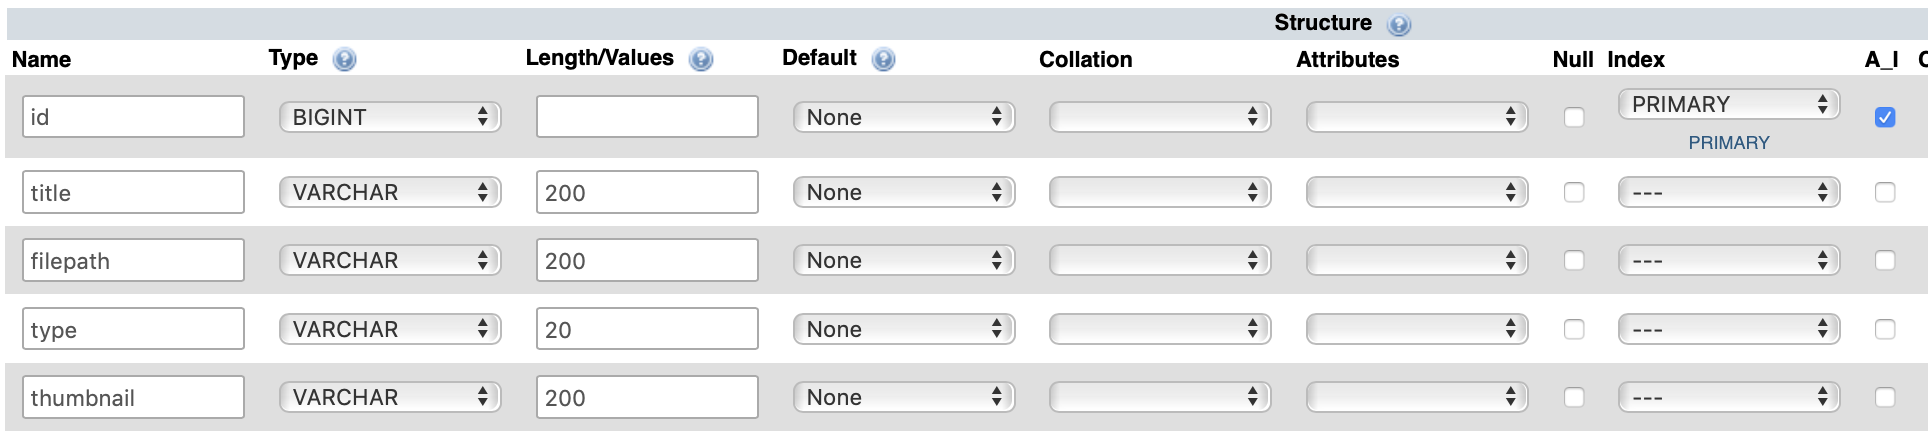 Structure
Name Type Length/Values Default Collation Attributes Null Index A_I C
id BIGINT None PRIMARY
PRIMARY
title VARCHAR 200 None ---
filepath VARCHAR 200 None ---
type VARCHAR 20 None ---
thumbnail VARCHAR 200 None ---